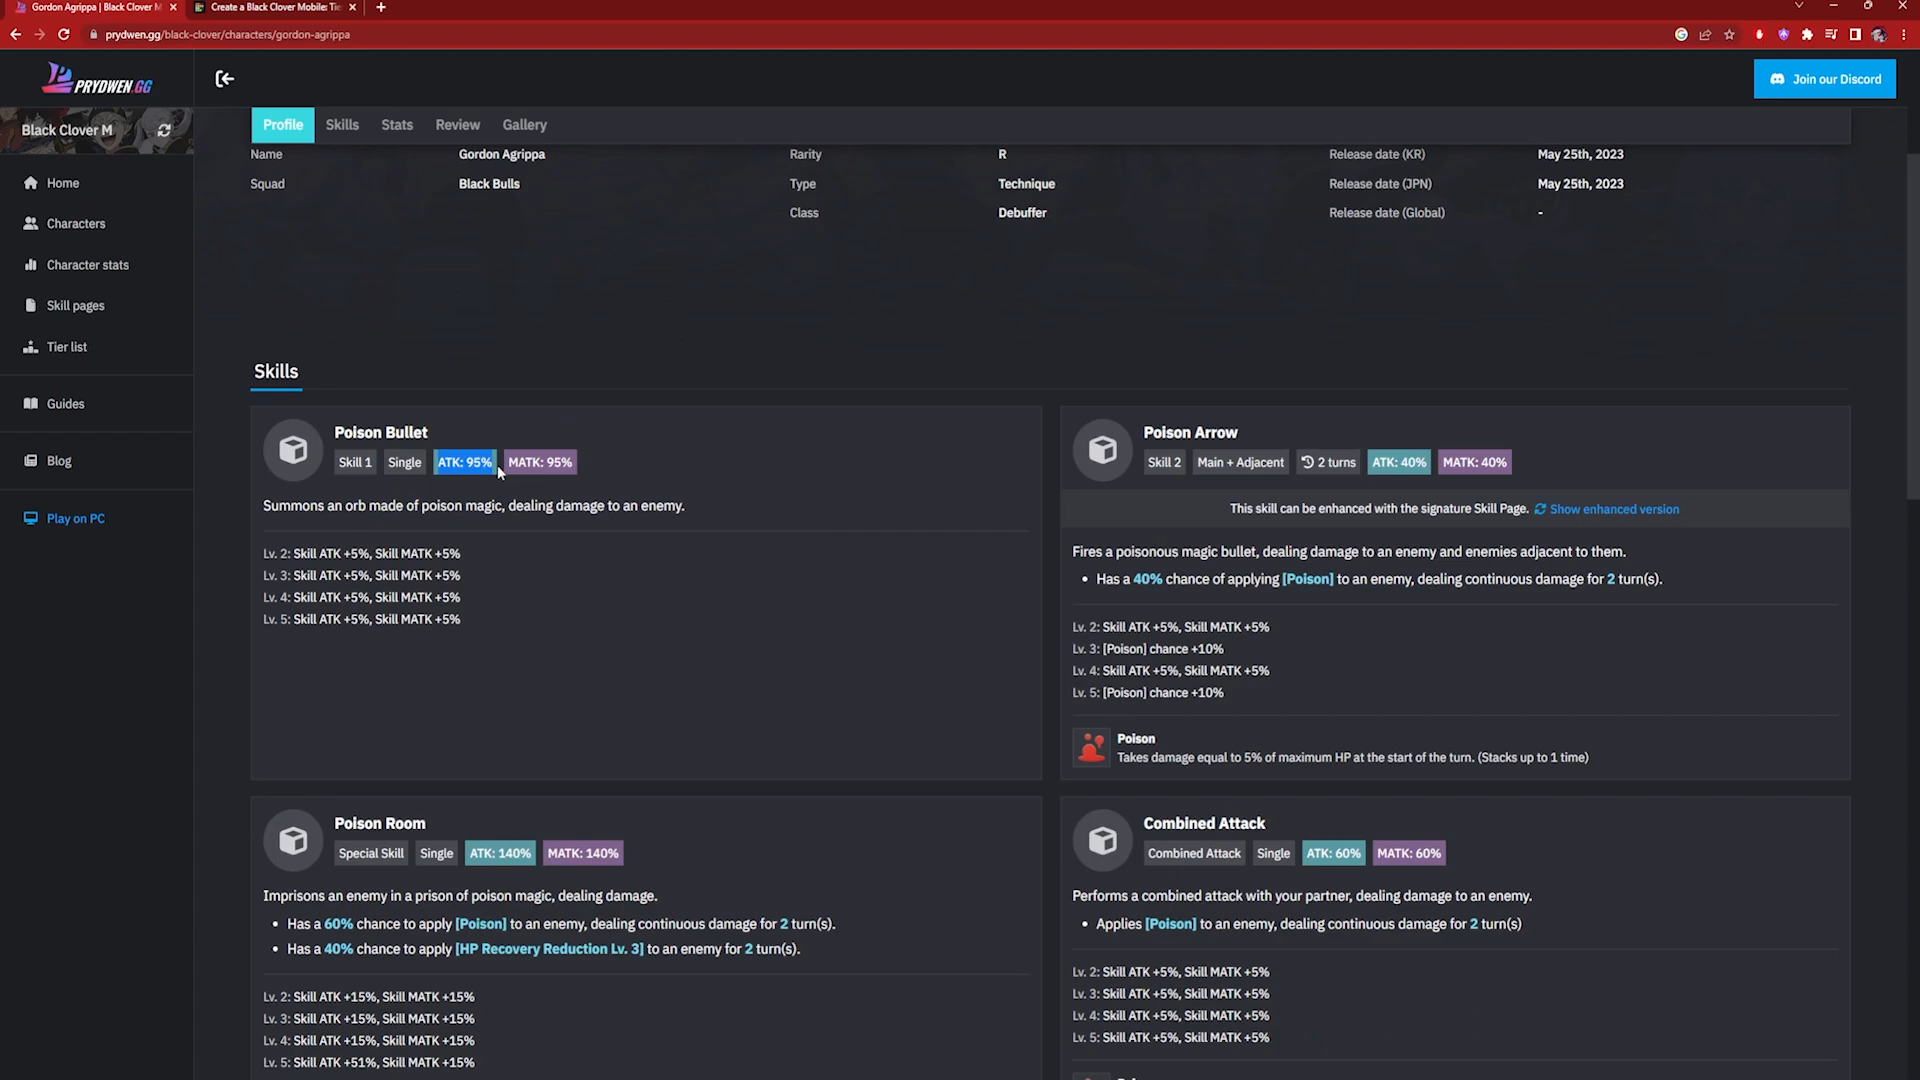 Gordon Agrippa | Black Clover M
Create a Black Clover Mobile: Tie
prydwen.gg/black-clover/characters/gordon-agrippa
PRYDWEN.GG
Join our Discord
Black Clover M
Home
Characters
Character stats
Skill pages
Tier list
Guides
Blog
Play on PC
Profile Skills Stats Review Gallery
Name Gordon Agrippa Rarity R Release date (KR) May 25th, 2023
Squad Black Bulls Type Technique Release date (JPN) May 25th, 2023
Class Debuffer Release date (Global) -
Skills
Poison Bullet
Skill 1 Single ATK: 95% MATK: 95%
Summons an orb made of poison magic, dealing damage to an enemy.
Lv. 2: Skill ATK +5%, Skill MATK +5%
Lv. 3: Skill ATK +5%, Skill MATK +5%
Lv. 4: Skill ATK +5%, Skill MATK +5%
Lv. 5: Skill ATK +5%, Skill MATK +5%
Poison Arrow
Skill 2 Main + Adjacent 2 turns ATK: 40% MATK: 40%
This skill can be enhanced with the signature Skill Page. Show enhanced version
Fires a poisonous magic bullet, dealing damage to an enemy and enemies adjacent to them.
• Has a 40% chance of applying [Poison] to an enemy, dealing continuous damage for 2 turn(s).
Lv. 2: Skill ATK +5%, Skill MATK +5%
Lv. 3: [Poison] chance +10%
Lv. 4: Skill ATK +5%, Skill MATK +5%
Lv. 5: [Poison] chance +10%
Poison
Takes damage equal to 5% of maximum HP at the start of the turn. (Stacks up to 1 time)
Poison Room
Special Skill Single ATK: 140% MATK: 140%
Imprisons an enemy in a prison of poison magic, dealing damage.
• Has a 60% chance to apply [Poison] to an enemy, dealing continuous damage for 2 turn(s).
• Has a 40% chance to apply [HP Recovery Reduction Lv. 3] to an enemy for 2 turn(s).
Lv. 2: Skill ATK +15%, Skill MATK +15%
Lv. 3: Skill ATK +15%, Skill MATK +15%
Lv. 4: Skill ATK +15%, Skill MATK +15%
Lv. 5: Skill ATK +51%, Skill MATK +15%
Combined Attack
Combined Attack Single ATK: 60% MATK: 60%
Performs a combined attack with your partner, dealing damage to an enemy.
• Applies [Poison] to an enemy, dealing continuous damage for 2 turn(s)
Lv. 2: Skill ATK +5%, Skill MATK +5%
Lv. 3: Skill ATK +5%, Skill MATK +5%
Lv. 4: Skill ATK +5%, Skill MATK +5%
Lv. 5: Skill ATK +5%, Skill MATK +5%